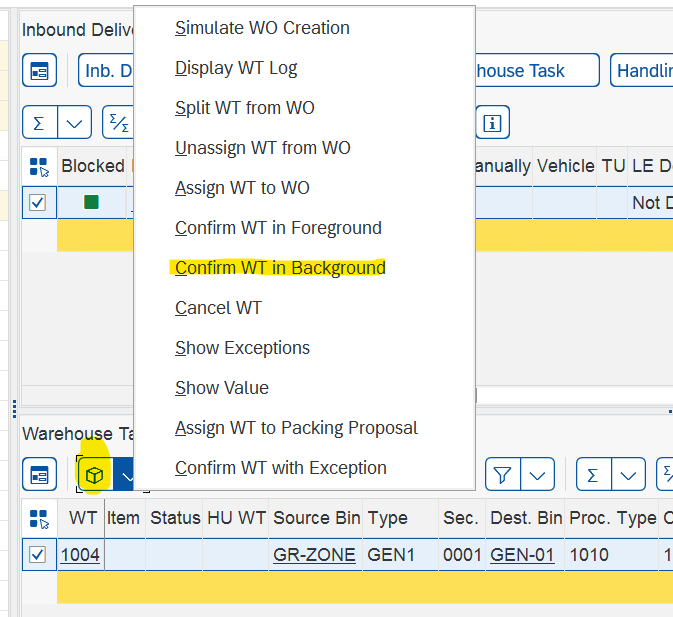 Inbound Delive
Simulate WO Creation
Display WT Log
Split WT from WO
Unassign WT from WO
Assign WT to WO
Confirm WT in Foreground
Confirm WT in Background
Cancel WT
Show Exceptions
Show Value
Assign WT to Packing Proposal
Confirm WT with Exception
Inb. D
house Task
Handlin
Blocked anually Vehicle TU LE D
Not D
Warehouse Ta
WT Item Status HU WT Source Bin Type Sec. Dest. Bin Proc. Type
1004 GR-ZONE GEN1 0001 GEN-01 1010